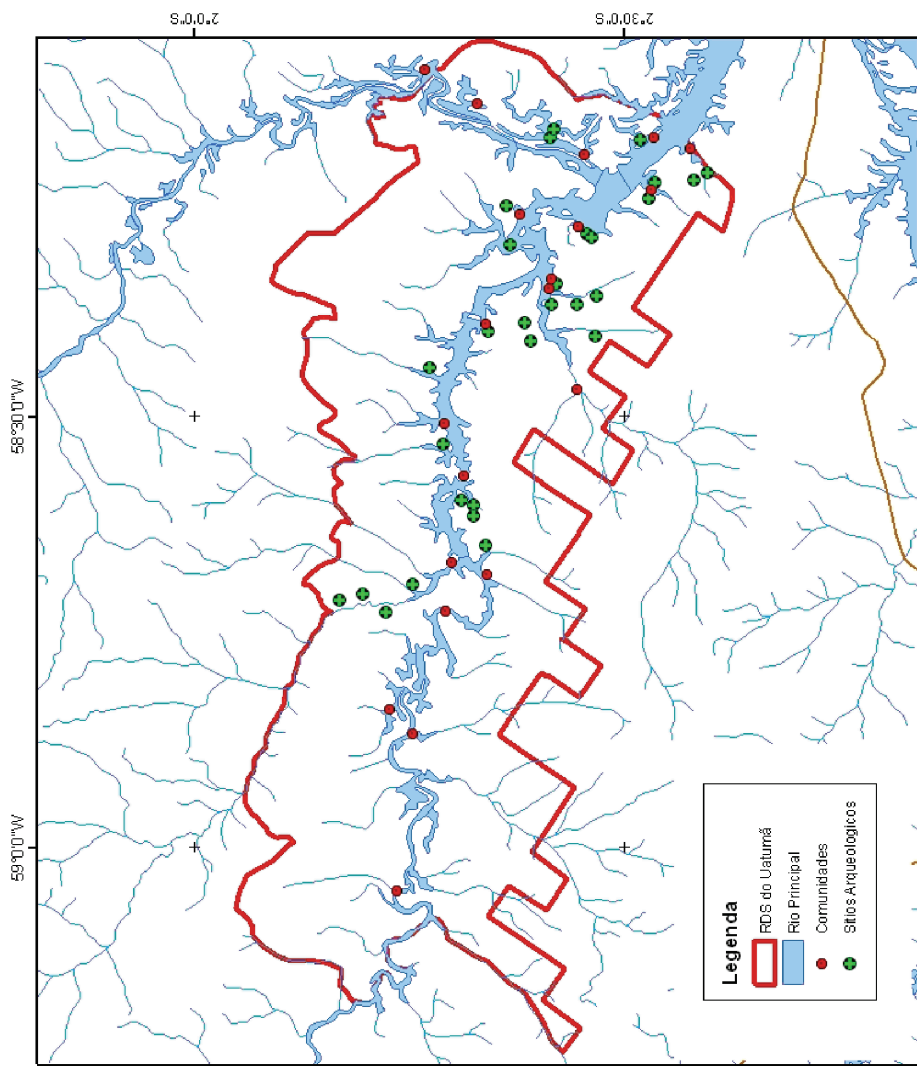 59°0'0"W
58°30'0"W
2°0'0"S
2°30'0"S
Legenda
RDS do Uatumã
Rio Principal
Comunidades
Sítios Arqueologicos